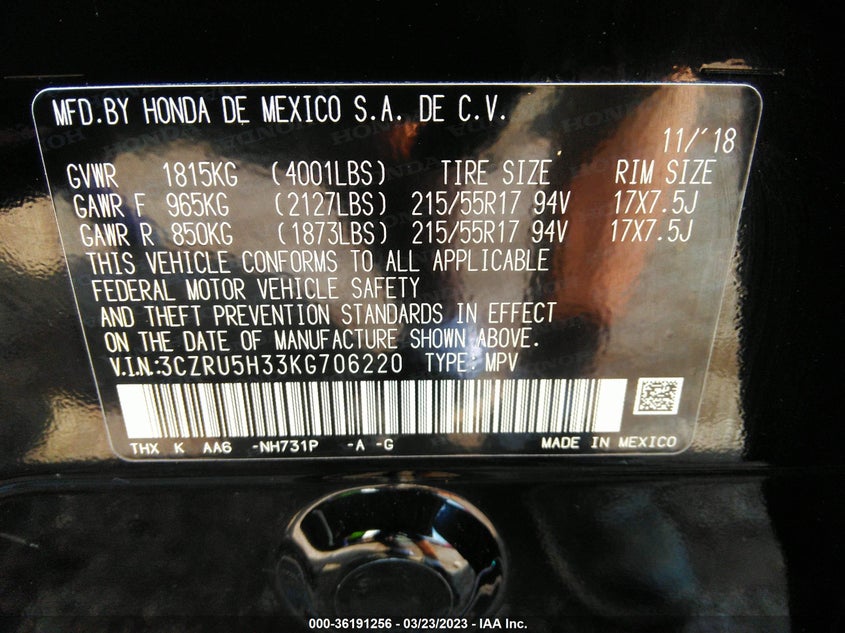 MFD.BY HONDA DE MEXICO S.A. DE C.V.
11/'18
GVWR 1815KG (4001LBS) TIRE SIZE RIM SIZE
GAWR F 965KG (2127LBS) 215/55R17 94V 17X7.5J
GAWR R 850KG (1873LBS) 215/55R17 94V 17X7.5J
THIS VEHICLE CONFORMS TO ALL APPLICABLE
FEDERAL MOTOR VEHICLE SAFETY
AND THEFT PREVENTION STANDARDS IN EFFECT
ON THE DATE OF MANUFACTURE SHOWN ABOVE.
V.I.N.:3CZRU5H33KG706220 TYPE: MPV
THX K AA6 -NH731P -A -G MADE IN MEXICO
000-36191256 - 03/23/2023 - IAA Inc.